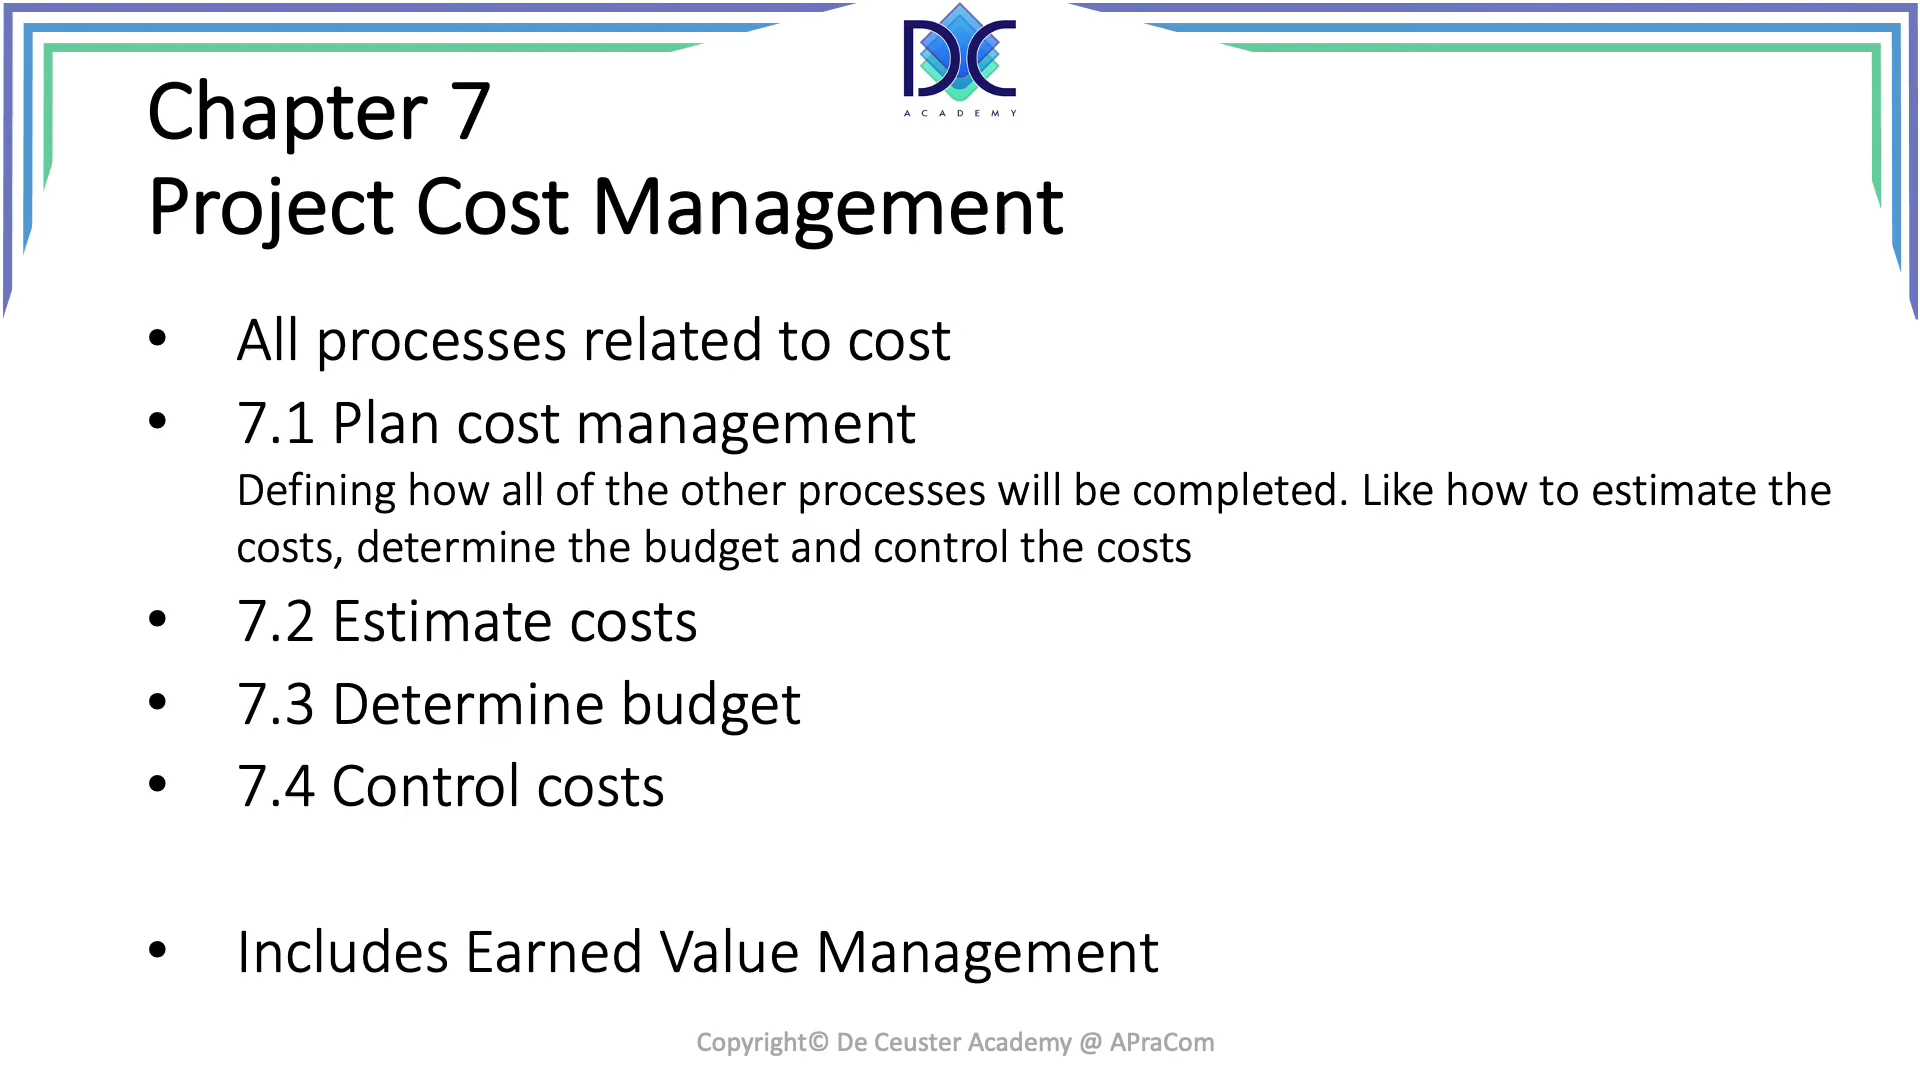 DC
ACADEMY
Chapter 7
Project Cost Management
• All processes related to cost
• 7.1 Plan cost management
Defining how all of the other processes will be completed. Like how to estimate the
costs, determine the budget and control the costs
• 7.2 Estimate costs
• 7.3 Determine budget
• 7.4 Control costs
• Includes Earned Value Management
Copyright© De Ceuster Academy @ APraCom